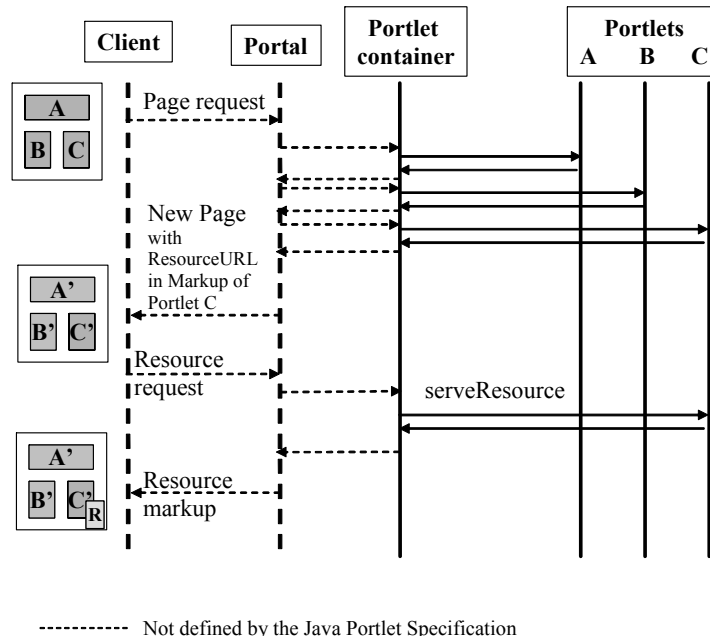 Client
Portal
Portlet
container
Portlets
A B C
A
B C
Page request
New Page
with
ResourceURL
in Markup of
Portlet C
A'
B' C'
Resource
request
serveResource
A'
B' C'
R
Resource
markup
Not defined by the Java Portlet Specification